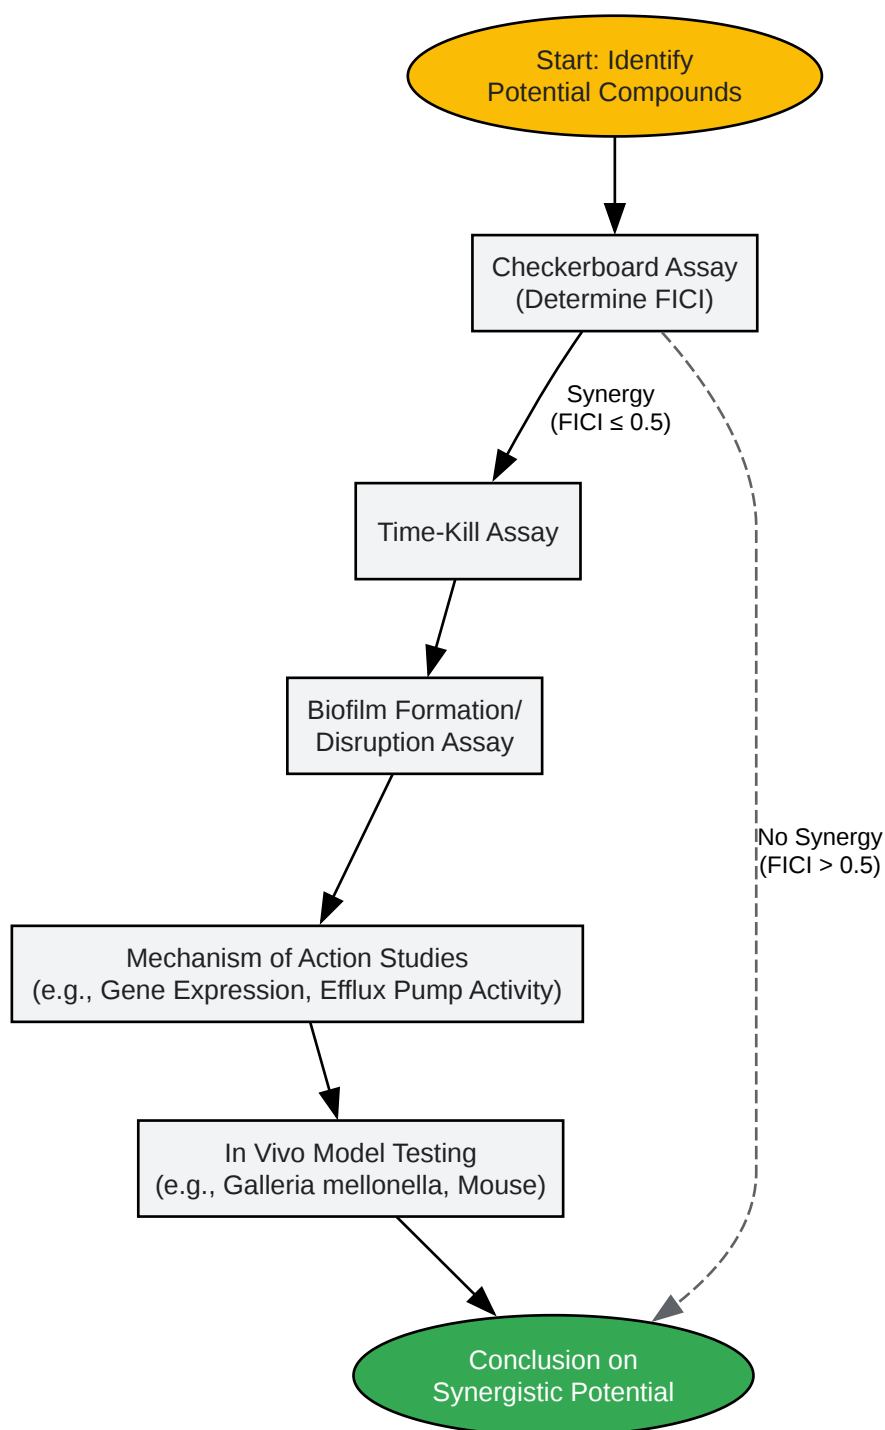 Start: Identify
Potential Compounds
Checkerboard Assay
(Determine FICI)
Synergy
(FICI ≤ 0.5)
Time-Kill Assay
Biofilm Formation/
Disruption Assay
No Synergy
(FICI > 0.5)
Mechanism of Action Studies
(e.g., Gene Expression, Efflux Pump Activity)
In Vivo Model Testing
(e.g., Galleria mellonella, Mouse)
Conclusion on
Synergistic Potential